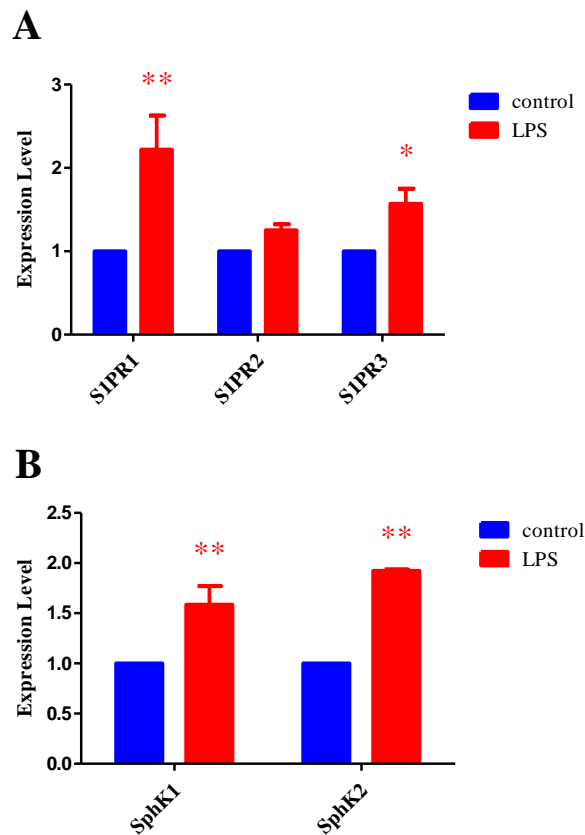 A
3
2
1
0
Expression Level
**
*
control
LPS
S1PR1
S1PR2
S1PR3
B
2.5
2.0
1.5
1.0
0.5
0.0
Expression Level
**
**
control
LPS
SphK1
SphK2